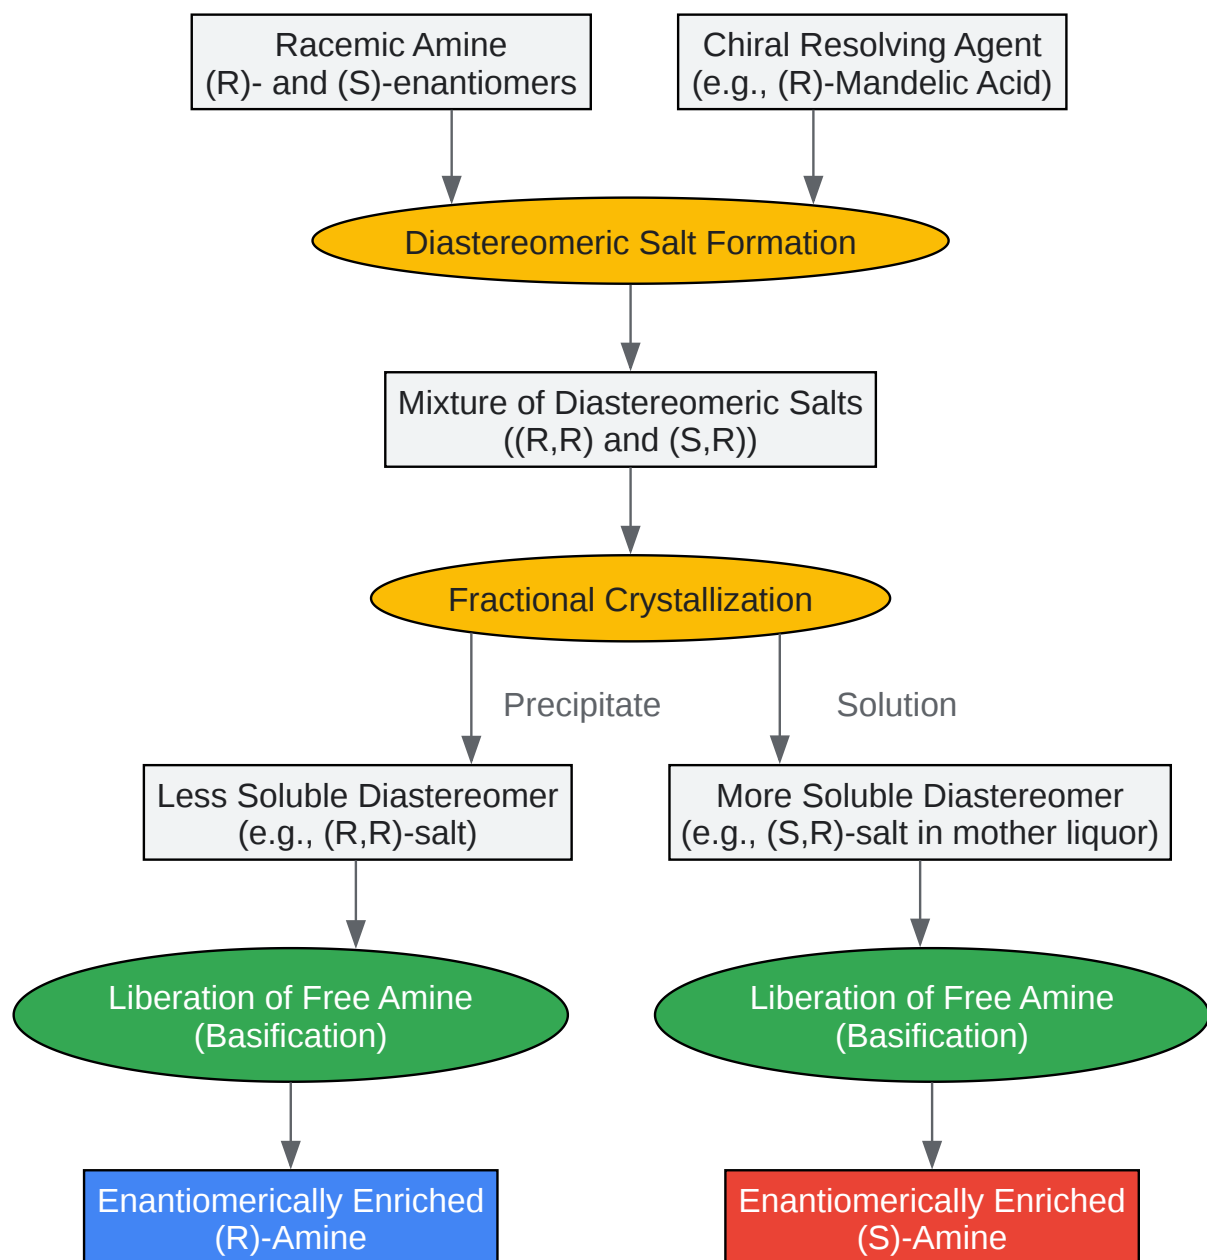 Racemic Amine
(R)- and (S)-enantiomers
Chiral Resolving Agent
(e.g., (R)-Mandelic Acid)
Diastereomeric Salt Formation
Mixture of Diastereomeric Salts
((R,R) and (S,R))
Fractional Crystallization
Precipitate
Solution
Less Soluble Diastereomer
(e.g., (R,R)-salt)
More Soluble Diastereomer
(e.g., (S,R)-salt in mother liquor)
Liberation of Free Amine
(Basification)
Liberation of Free Amine
(Basification)
Enantiomerically Enriched
(R)-Amine
Enantiomerically Enriched
(S)-Amine